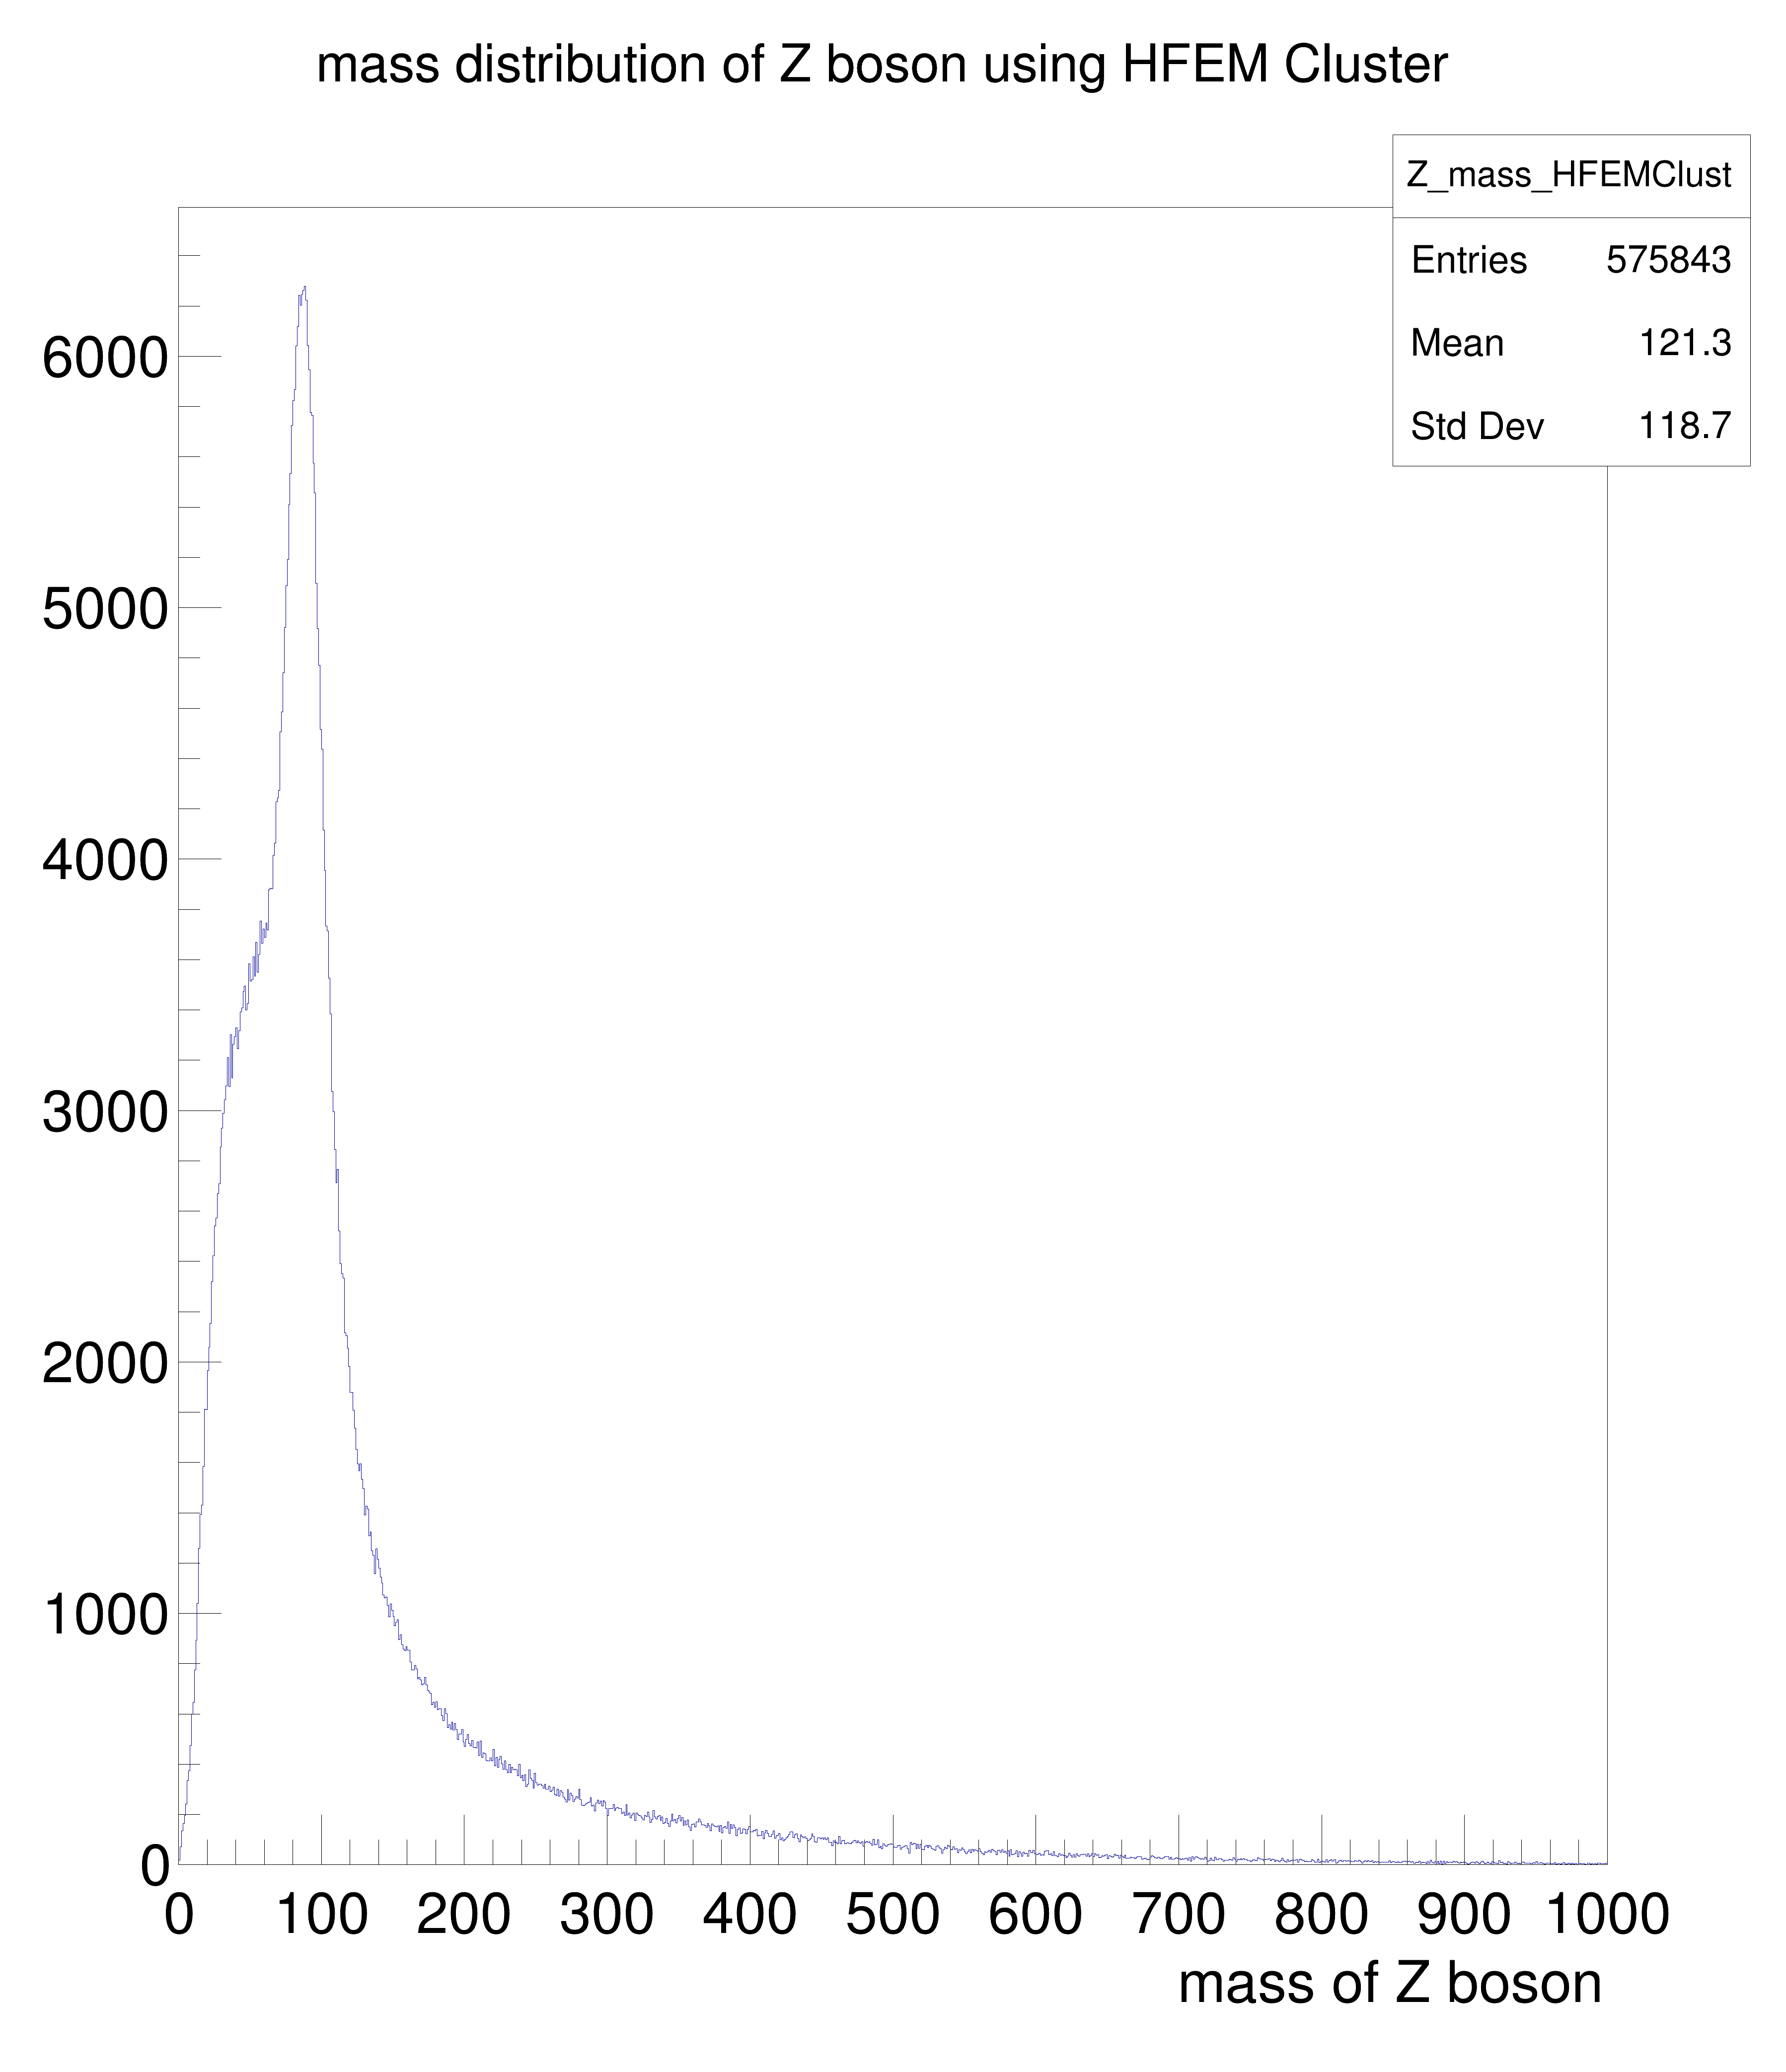 mass distribution of Z boson using HFEM Cluster
Z_mass_HFEMClust
Entries 575843
Mean 121.3
Std Dev 118.7
6000
5000
4000
3000
2000
1000
0
0 100 200 300 400 500 600 700 800 900 1000
mass of Z boson